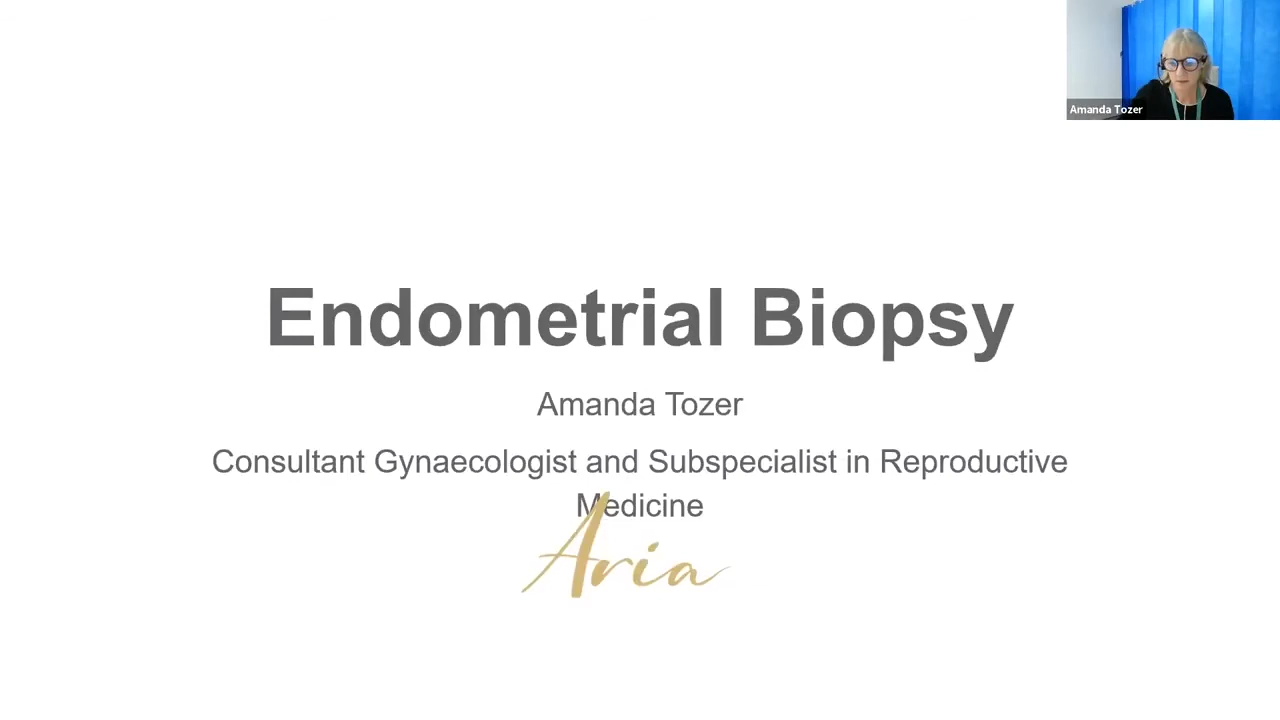 Amanda Tozer
Endometrial Biopsy
Amanda Tozer
Consultant Gynaecologist and Subspecialist in Reproductive
Medicine
Aria